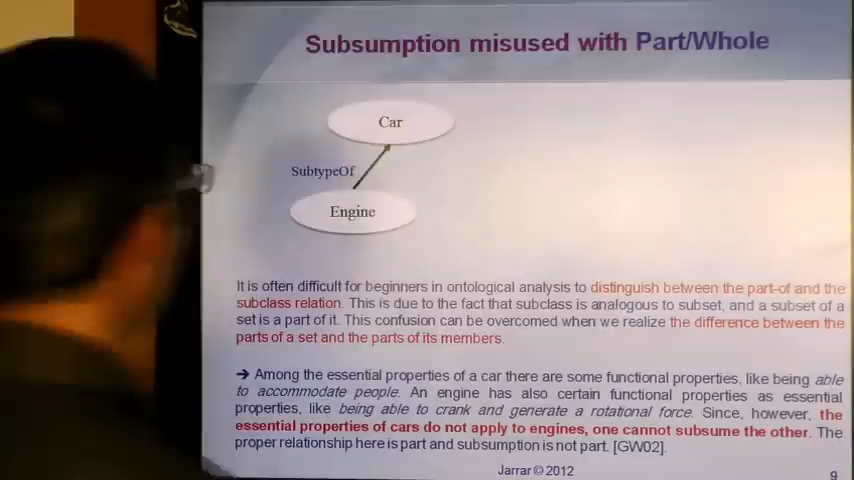 Subsumption misused with Part/Whole
Car
SubtypeOf
Engine
It is often difficult for beginners in ontological analysis to distinguish between the part-of and the
subclass relation. This is due to the fact that subclass is analogous to subset, and a subset of a
set is a part of it. This confusion can be overcomed when we realize the difference between the
parts of a set and the parts of its members.
➔ Among the essential properties of a car there are some functional properties, like being able
to accommodate people. An engine has also certain functional properties as essential
properties, like being able to crank and generate a rotational force. Since, however, the
essential properties of cars do not apply to engines, one cannot subsume the other. The
proper relationship here is part and subsumption is not part. [GW02].
Jarrar © 2012
9